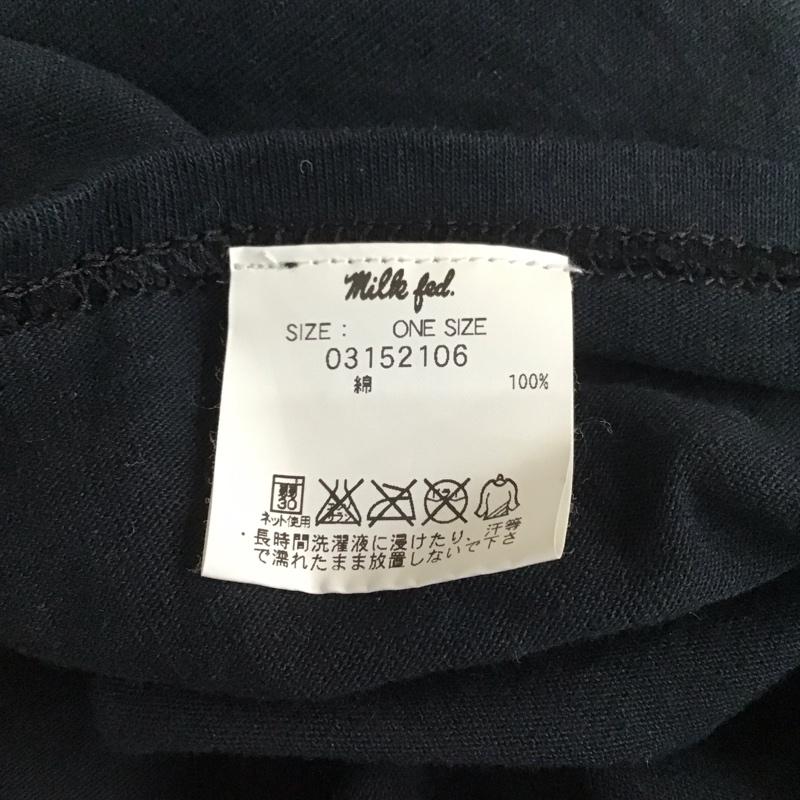 Milk fed.
SIZE : ONE SIZE
03152106
綿 100%
30
ネット使用
・長時間洗濯液に浸けたり、汗等
で濡れたまま放置しないで下さ